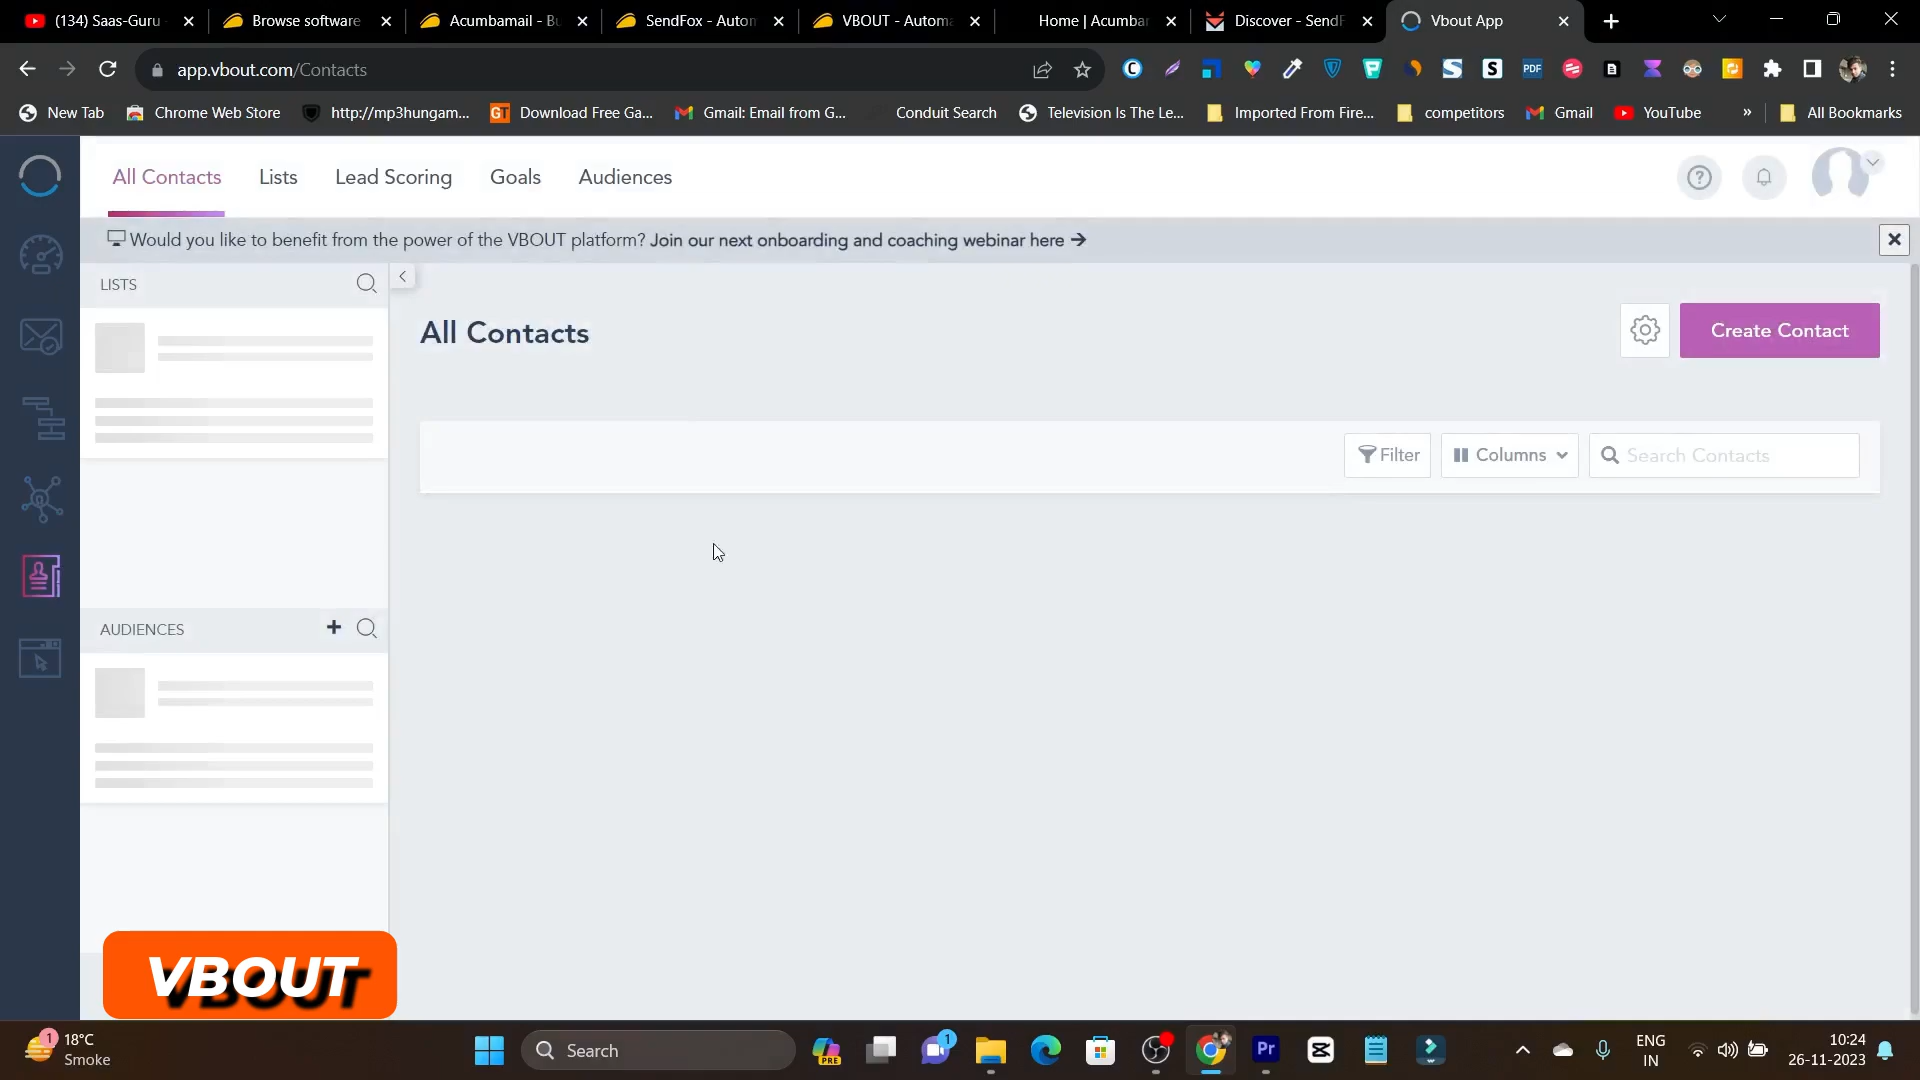 (134) Saas-Guru
Browse software
Acumbamail - Bu
SendFox - Autom
VBOUT - Automa
Home | Acumbar
Discover - SendF
Vbout App
app.vbout.com/Contacts
New Tab
Chrome Web Store
http://mp3hungam...
Download Free Ga...
Gmail: Email from G...
Conduit Search
Television Is The Le...
Imported From Fire...
competitors
Gmail
YouTube
»
All Bookmarks
All Contacts
Lists
Lead Scoring
Goals
Audiences
Would you like to benefit from the power of the VBOUT platform? Join our next onboarding and coaching webinar here →
LISTS
All Contacts
Create Contact
Filter
Columns
Search Contacts
AUDIENCES
VBOUT
1
18°C
Smoke
Search
PRE
1
Pr
ENG
IN
10:24
26-11-2023